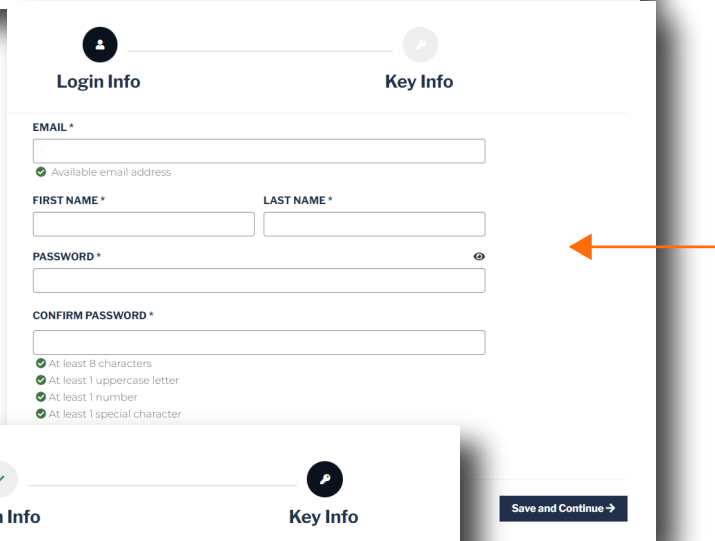 Login Info Key Info
EMAIL *
Available email address
FIRST NAME * LAST NAME *
PASSWORD *
CONFIRM PASSWORD *
At least 8 characters
At least 1 uppercase letter
At least 1 number
At least 1 special character
Info Key Info
Save and Continue →